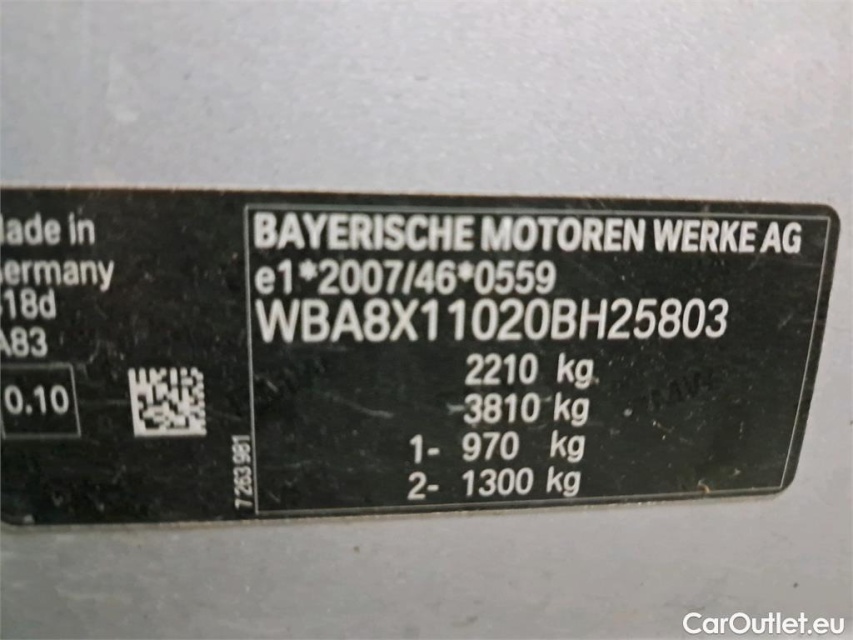 ade in
ermany
18d
A83
0.10
7 263 981
BAYERISCHE MOTOREN WERKE AG
e1*2007/46*0559
WBA8X11020BH25803
2210 kg
3810 kg
1- 970 kg
2- 1300 kg
CarOutlet.eu